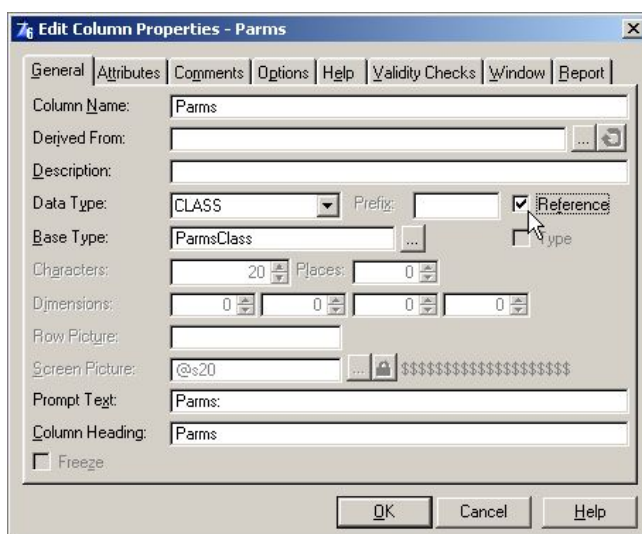 7/6 Edit Column Properties - Parms
General Attributes Comments Options Help Validity Checks Window Report
Column Name: Parms
Derived From: ...
Description:
Data Type: CLASS Prefix: Reference
Base Type: ParmsClass ... Type
Characters: 20 Places: 0
Dimensions: 0 0 0 0
Row Picture:
Screen Picture: @s20 ... $$$$$$$$$$$$$$$$$$$$
Prompt Text: Parms:
Column Heading: Parms
Freeze
OK Cancel Help